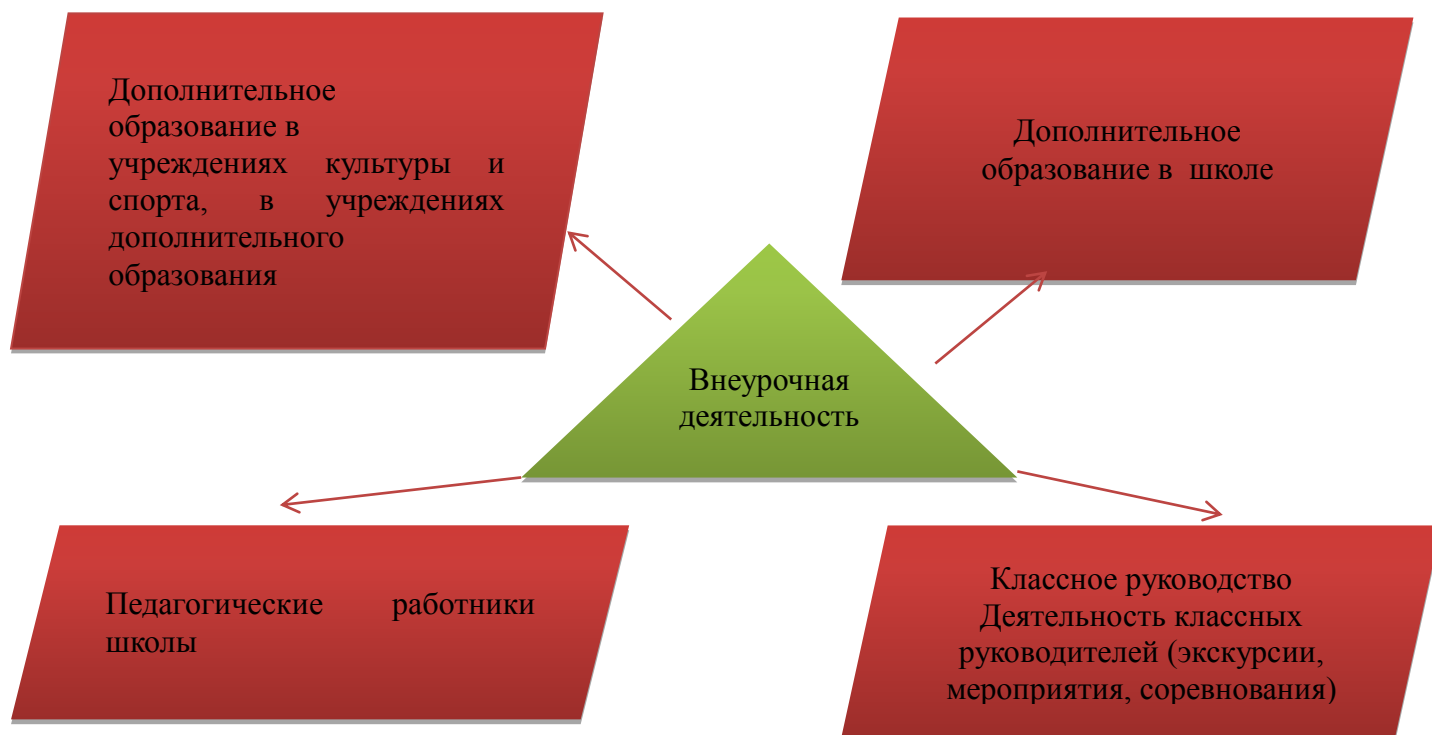 Дополнительное
образование в
учреждениях культуры и
спорта, в учреждениях
дополнительного
образования
Дополнительное
образование в школе
Внеурочная
деятельность
Педагогические работники
школы
Классное руководство
Деятельность классных
руководителей (экскурсии,
мероприятия, соревнования)